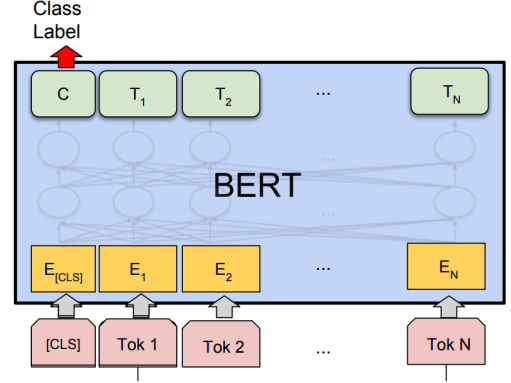 Class
Label
C T1 T2 ... TN
... 
BERT
...
E[CLS] E1 E2 ... EN
[CLS] Tok 1 Tok 2 ... Tok N